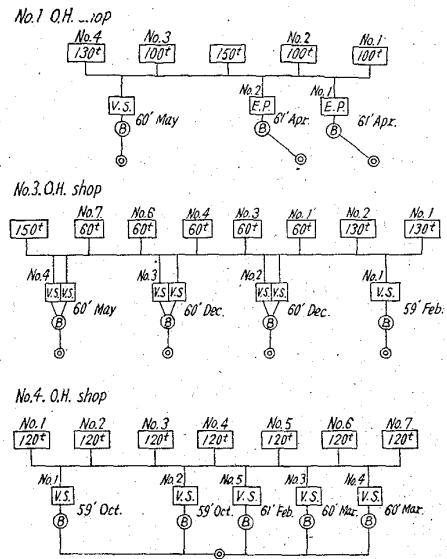 No.1 O.H. shop
No.4 No.3 No.2 No.1
130t 100t 150t 100t 100t
No.2 No.1
V.S. 60' May E.P. 61' Apr. E.P. 61' Apr.
B B B
No.3.O.H. shop
No.7 No.6 No.4 No.3 No.1 No.2 No.1
150t 60t 60t 60t 60t 60t 130t 130t
No.4 No.3 No.2 No.1
V.S. V.S. V.S. V.S. V.S. V.S. V.S.
60' May 60' Dec. 60' Dec. 59' Feb.
B B B B
No.4. O.H. shop
No.1 No.2 No.3 No.4 No.5 No.6 No.7
120t 120t 120t 120t 120t 120t 120t
No.1 No.2 No.5 No.3 No.4
V.S. V.S. V.S. V.S. V.S.
59' Oct. 59' Oct. 61' Feb. 60' Mar. 60' Mar.
B B B B B